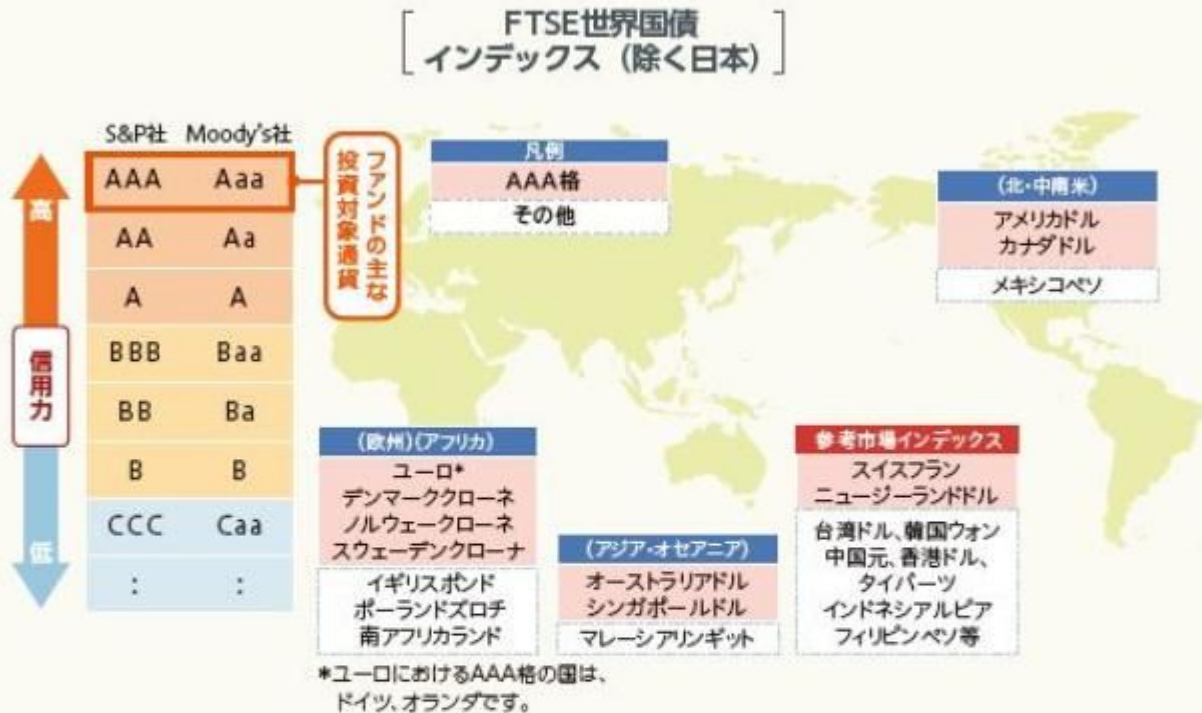 FTSE世界国債
インデックス（除く日本）
S&P社 Moody's社
AAA Aaa
AA Aa
A A
BBB Baa
BB Ba
B B
CCC Caa
: :
高
信用力
低
ファンドの主な
投資対象通貨
凡例
AAA格
その他
（北・中南米）
アメリカドル
カナダドル
メキシコペソ
（欧州）（アフリカ）
ユーロ*
デンマーククローネ
ノルウェークローネ
スウェーデンクローナ
イギリスポンド
ポーランドズロチ
南アフリカランド
（アジア・オセアニア）
オーストラリアドル
シンガポールドル
マレーシアリンギット
参考市場インデックス
スイスフラン
ニュージーランドドル
台湾ドル、韓国ウォン
中国元、香港ドル、
タイバーツ
インドネシアルピア
フィリピンペソ等
*ユーロにおけるAAA格の国は、
ドイツ、オランダです。